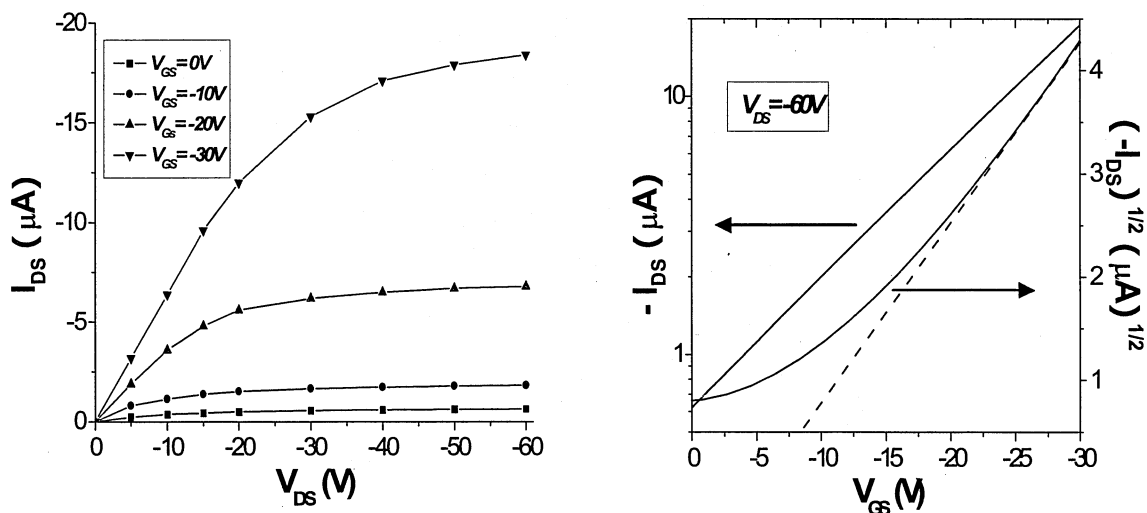 -20
-15
-10
-5
0
I_DS ( μA)
V_GS=0V
V_GS=-10V
V_Gs=-20V
V_GS=-30V
0 -10 -20 -30 -40 -50 -60
V_DS (V)
10
1
- I_DS ( μA)
V_DS=-60V
4
3
2
1
(-I_DS)^1/2 ( μA)^1/2
0 -5 -10 -15 -20 -25 -30
V_GS (V)